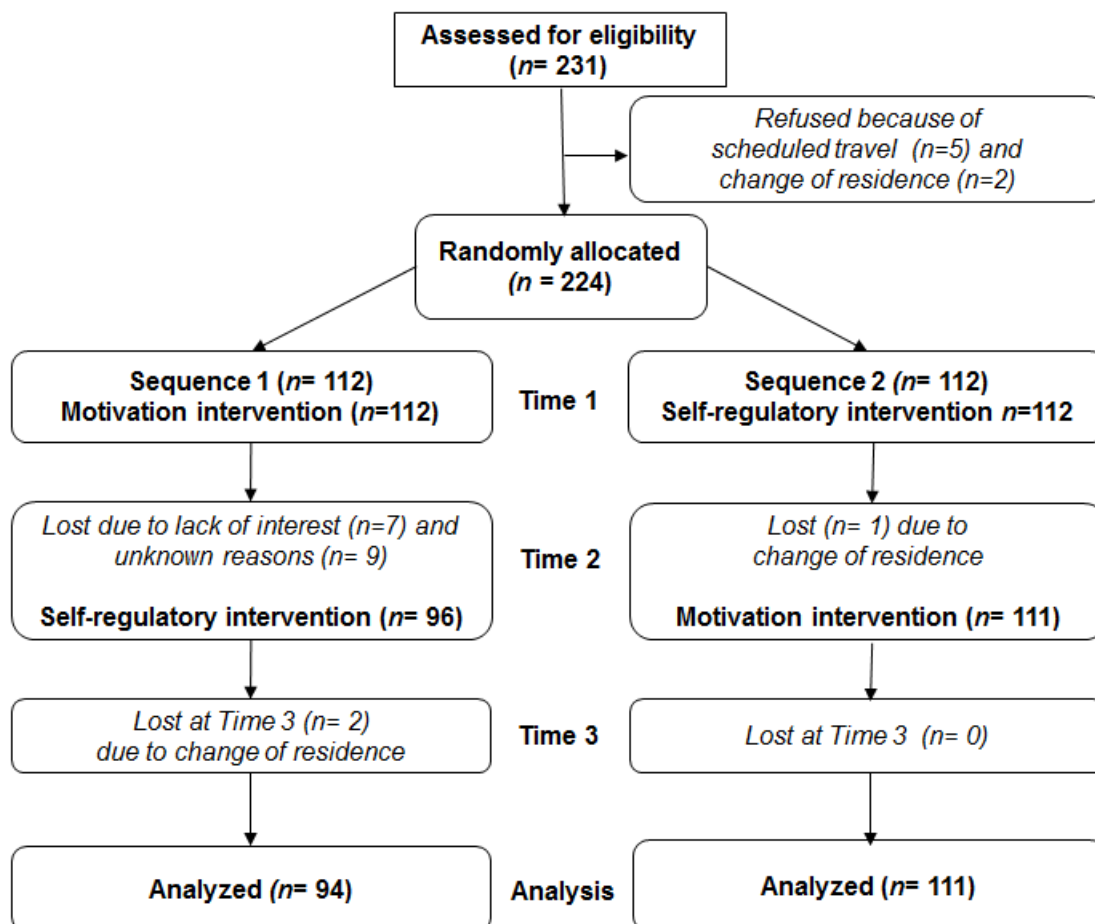 Assessed for eligibility
(n= 231)
Refused because of
scheduled travel (n=5) and
change of residence (n=2)
Randomly allocated
(n = 224)
Sequence 1 (n= 112)
Motivation intervention (n=112)
Time 1
Sequence 2 (n= 112)
Self-regulatory intervention n=112
Lost due to lack of interest (n=7) and
unknown reasons (n= 9)
Self-regulatory intervention (n= 96)
Time 2
Lost (n= 1) due to
change of residence
Motivation intervention (n= 111)
Lost at Time 3 (n= 2)
due to change of residence
Time 3
Lost at Time 3 (n= 0)
Analyzed (n= 94)
Analysis
Analyzed (n= 111)